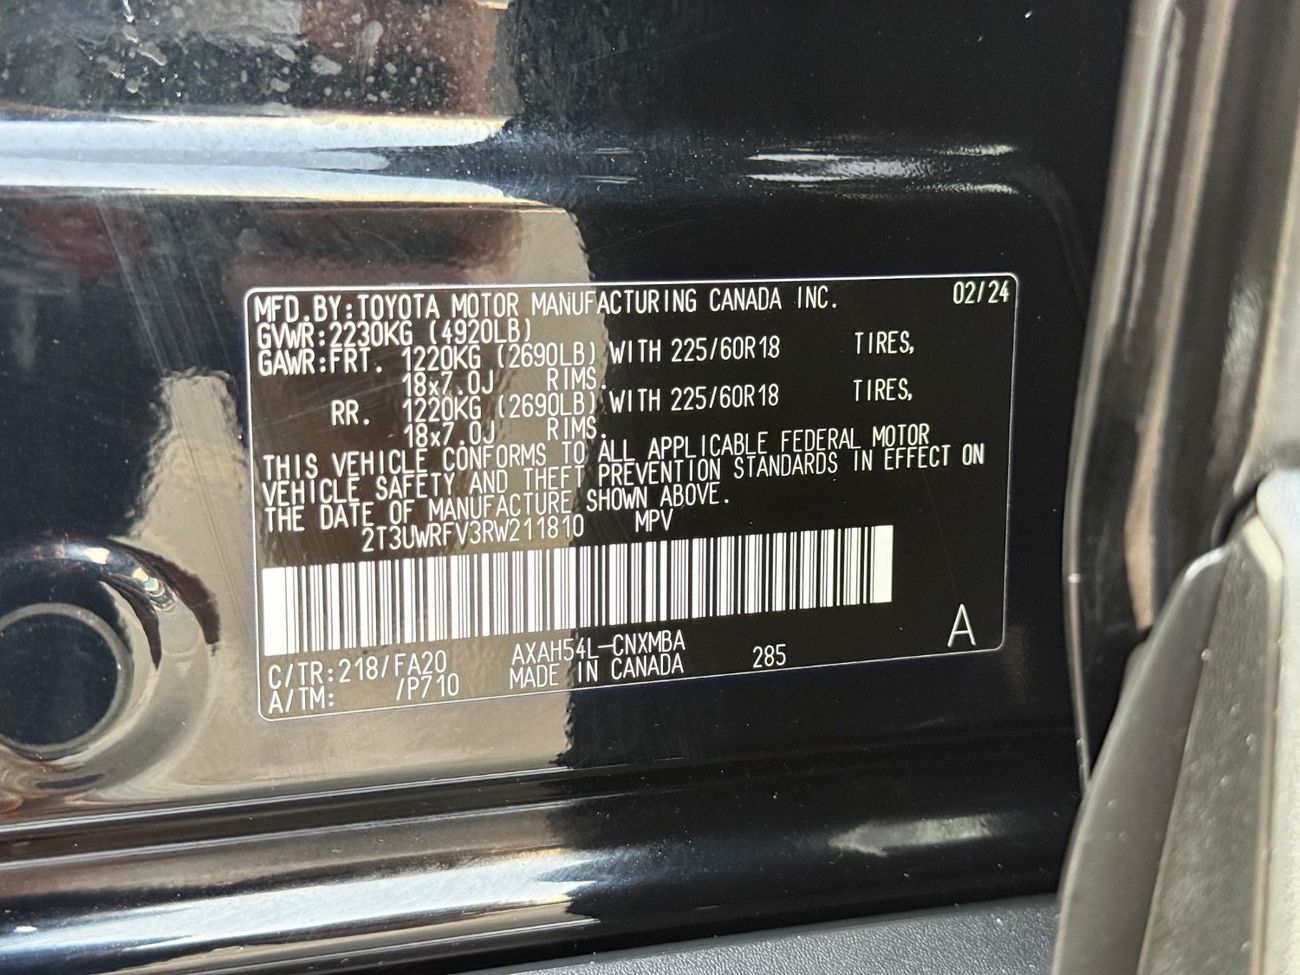 MFD.BY:TOYOTA MOTOR MANUFACTURING CANADA INC. 02/24
GVWR:2230KG (4920LB)
GAWR:FRT. 1220KG (2690LB) WITH 225/60R18 TIRES,
18x7.0J RIMS.
RR. 1220KG (2690LB) WITH 225/60R18 TIRES,
18x7.0J RIMS.
THIS VEHICLE CONFORMS TO ALL APPLICABLE FEDERAL MOTOR
VEHICLE SAFETY AND THEFT PREVENTION STANDARDS IN EFFECT ON
THE DATE OF MANUFACTURE SHOWN ABOVE.
2T3UWRFV3RW211810 MPV
C/TR:218/FA20 AXAH54L-CNXMBA 285 A
A/TM: /P710 MADE IN CANADA